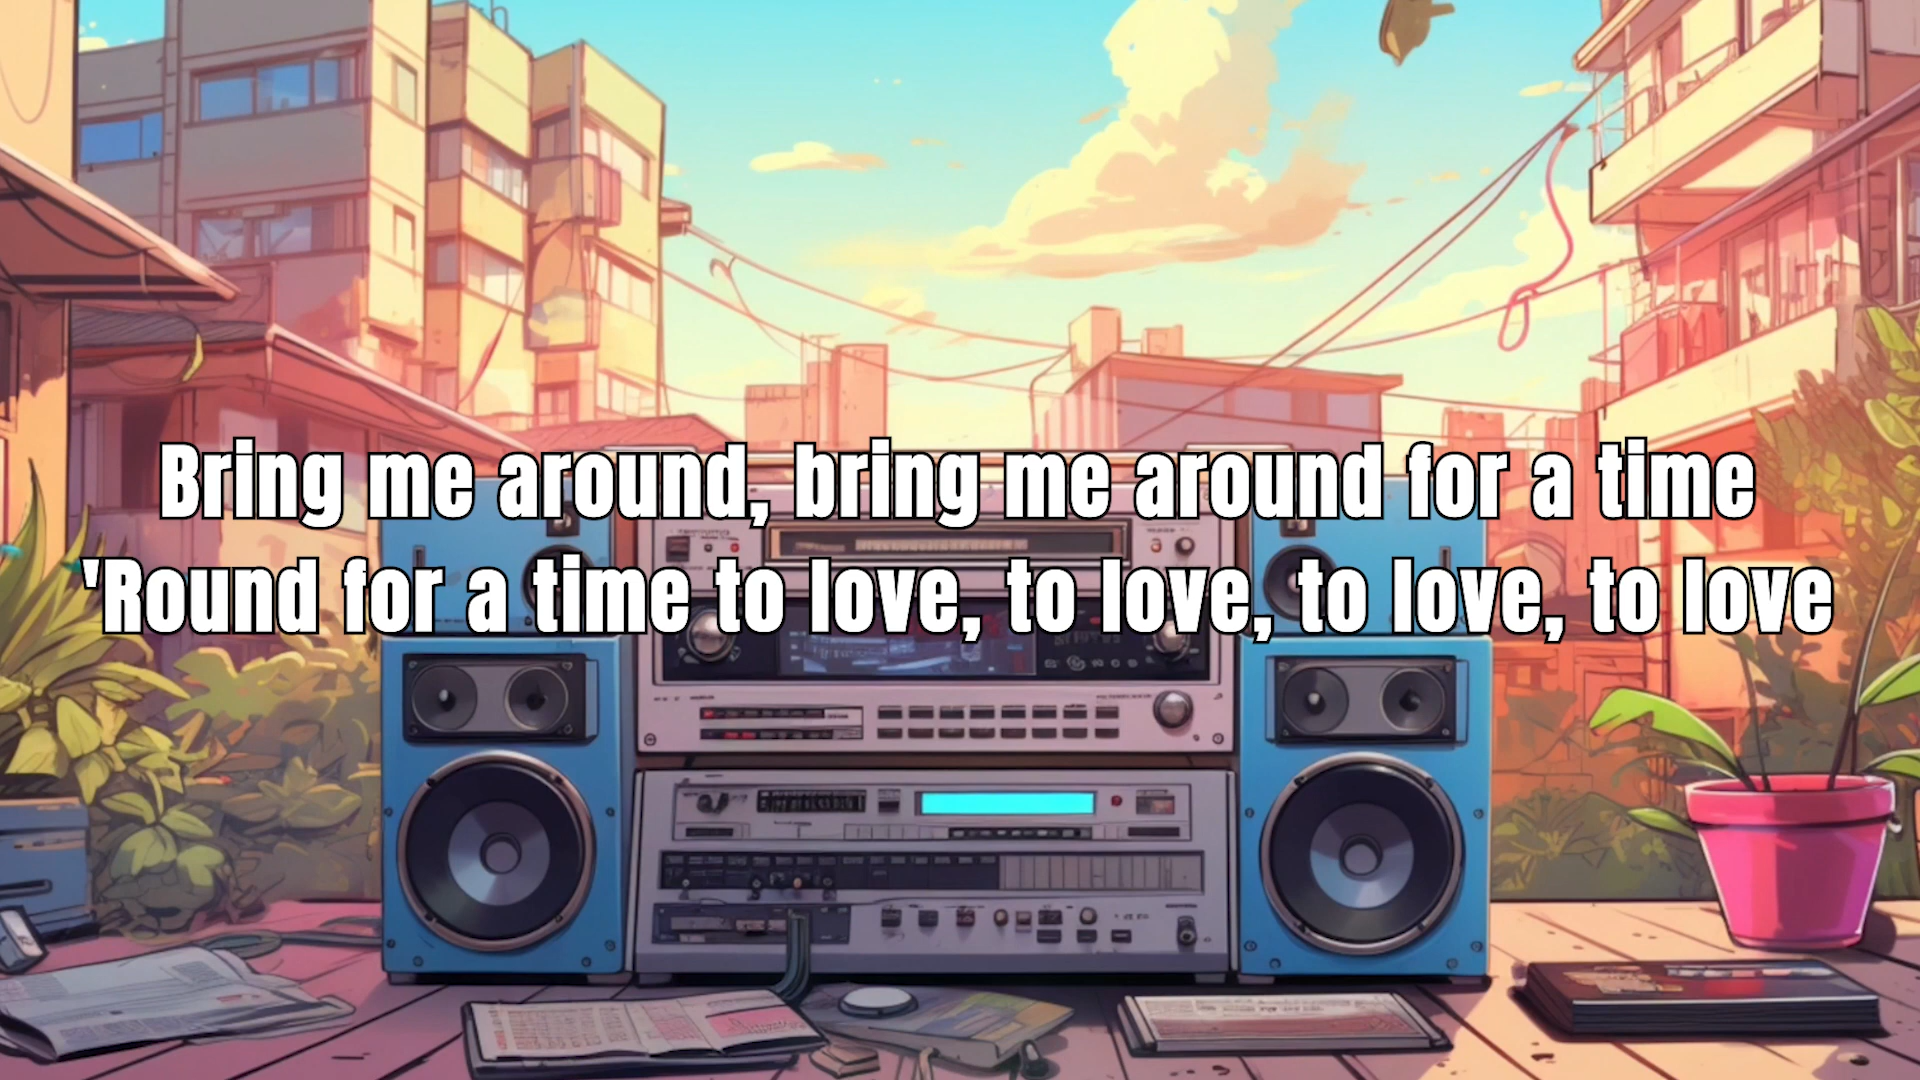 Bring me around, bring me around for a time
'Round for a time to love, to love, to love, to love